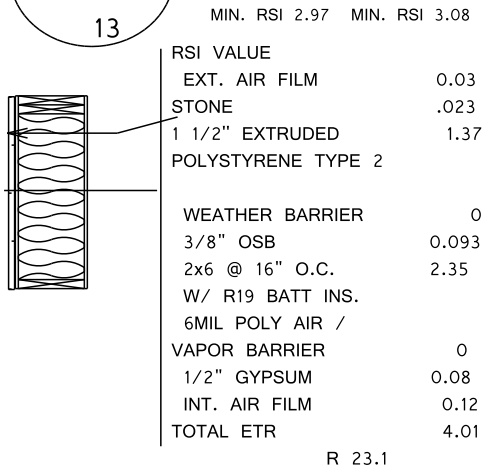 13
MIN. RSI 2.97 MIN. RSI 3.08
RSI VALUE
EXT. AIR FILM 0.03
STONE .023
1 1/2" EXTRUDED 1.37
POLYSTYRENE TYPE 2
WEATHER BARRIER 0
3/8" OSB 0.093
2x6 @ 16" O.C. 2.35
W/ R19 BATT INS.
6MIL POLY AIR /
VAPOR BARRIER 0
1/2" GYPSUM 0.08
INT. AIR FILM 0.12
TOTAL ETR 4.01
R 23.1